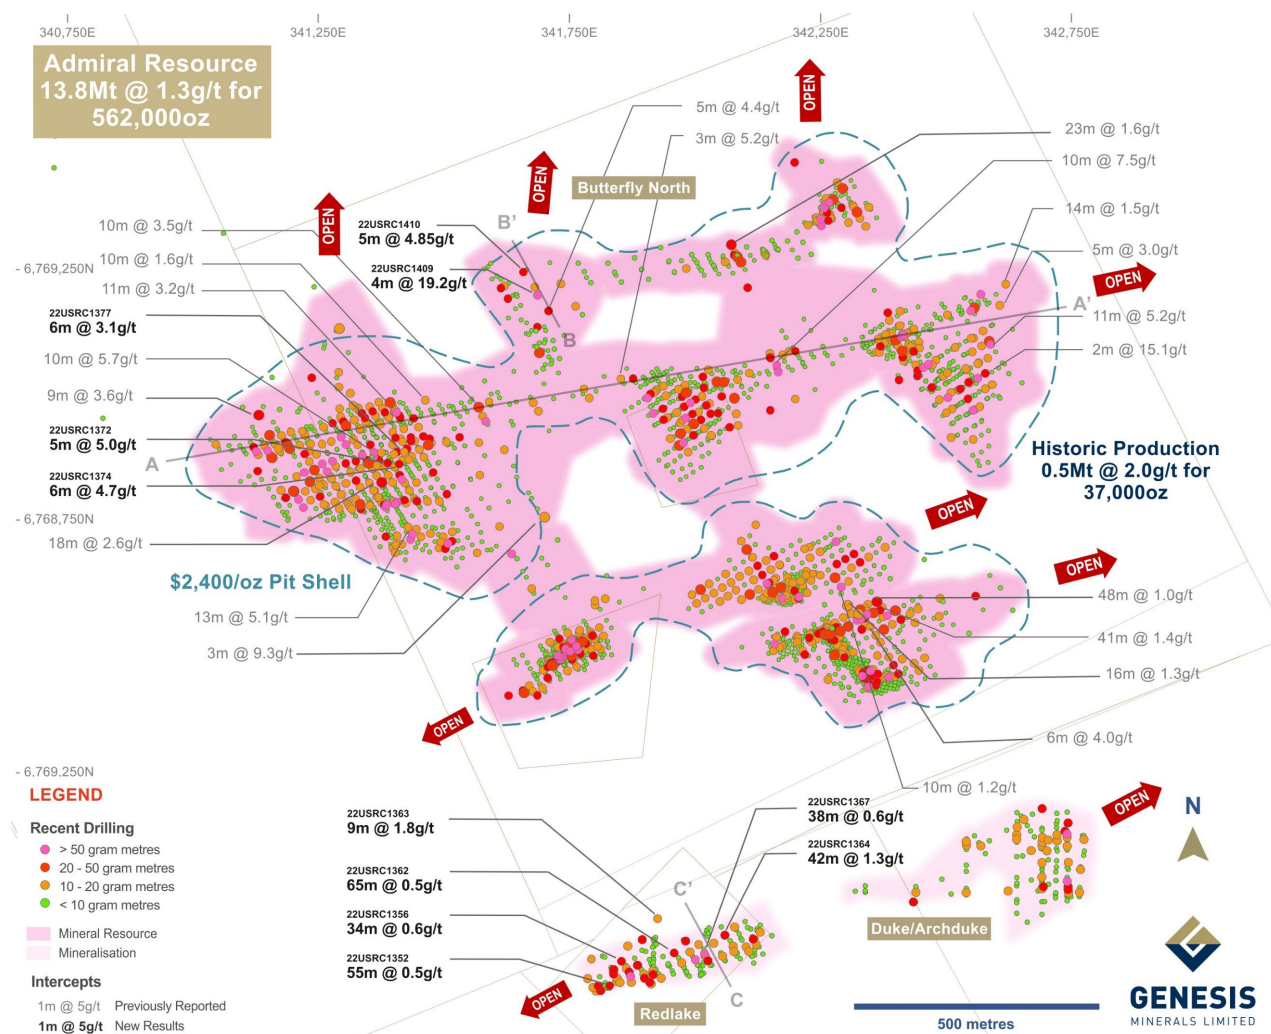 340,750E
341,250E
341,750E
342,250E
342,750E
Admiral Resource
13.8Mt @ 1.3g/t for
562,000oz
OPEN
5m @ 4.4g/t
3m @ 5.2g/t
23m @ 1.6g/t
10m @ 7.5g/t
OPEN
Butterfly North
OPEN
B'
10m @ 3.5g/t
22USRC1410
5m @ 4.85g/t
14m @ 1.5g/t
5m @ 3.0g/t
- 6,769,250N
10m @ 1.6g/t
22USRC1409
4m @ 19.2g/t
OPEN
11m @ 3.2g/t
A'
22USRC1377
6m @ 3.1g/t
11m @ 5.2g/t
B
2m @ 15.1g/t
10m @ 5.7g/t
9m @ 3.6g/t
22USRC1372
5m @ 5.0g/t
A
Historic Production
0.5Mt @ 2.0g/t for
37,000oz
22USRC1374
6m @ 4.7g/t
OPEN
- 6,768,750N
18m @ 2.6g/t
OPEN
$2,400/oz Pit Shell
48m @ 1.0g/t
13m @ 5.1g/t
41m @ 1.4g/t
3m @ 9.3g/t
16m @ 1.3g/t
OPEN
6m @ 4.0g/t
- 6.769.250N
10m @ 1.2g/t
LEGEND
Recent Drilling
> 50 gram metres
20 - 50 gram metres
10 - 20 gram metres
< 10 gram metres
Mineral Resource
Mineralisation
Intercepts
1m @ 5g/t Previously Reported
1m @ 5g/t New Results
22USRC1363
9m @ 1.8g/t
22USRC1362
65m @ 0.5g/t
22USRC1356
34m @ 0.6g/t
22USRC1352
55m @ 0.5g/t
22USRC1367
38m @ 0.6g/t
22USRC1364
42m @ 1.3g/t
C'
C
OPEN
Redlake
OPEN
N
Duke/Archduke
500 metres
GENESIS
MINERALS LIMITED